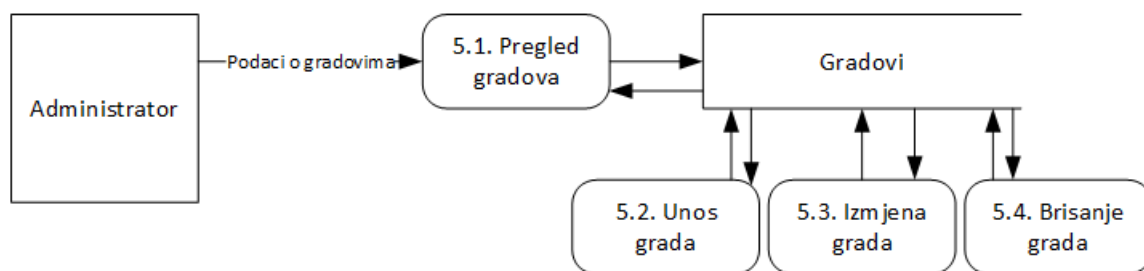 Administrator
Podaci o gradovima
5.1. Pregled
gradova
Gradovi
5.2. Unos
grada
5.3. Izmjena
grada
5.4. Brisanje
grada